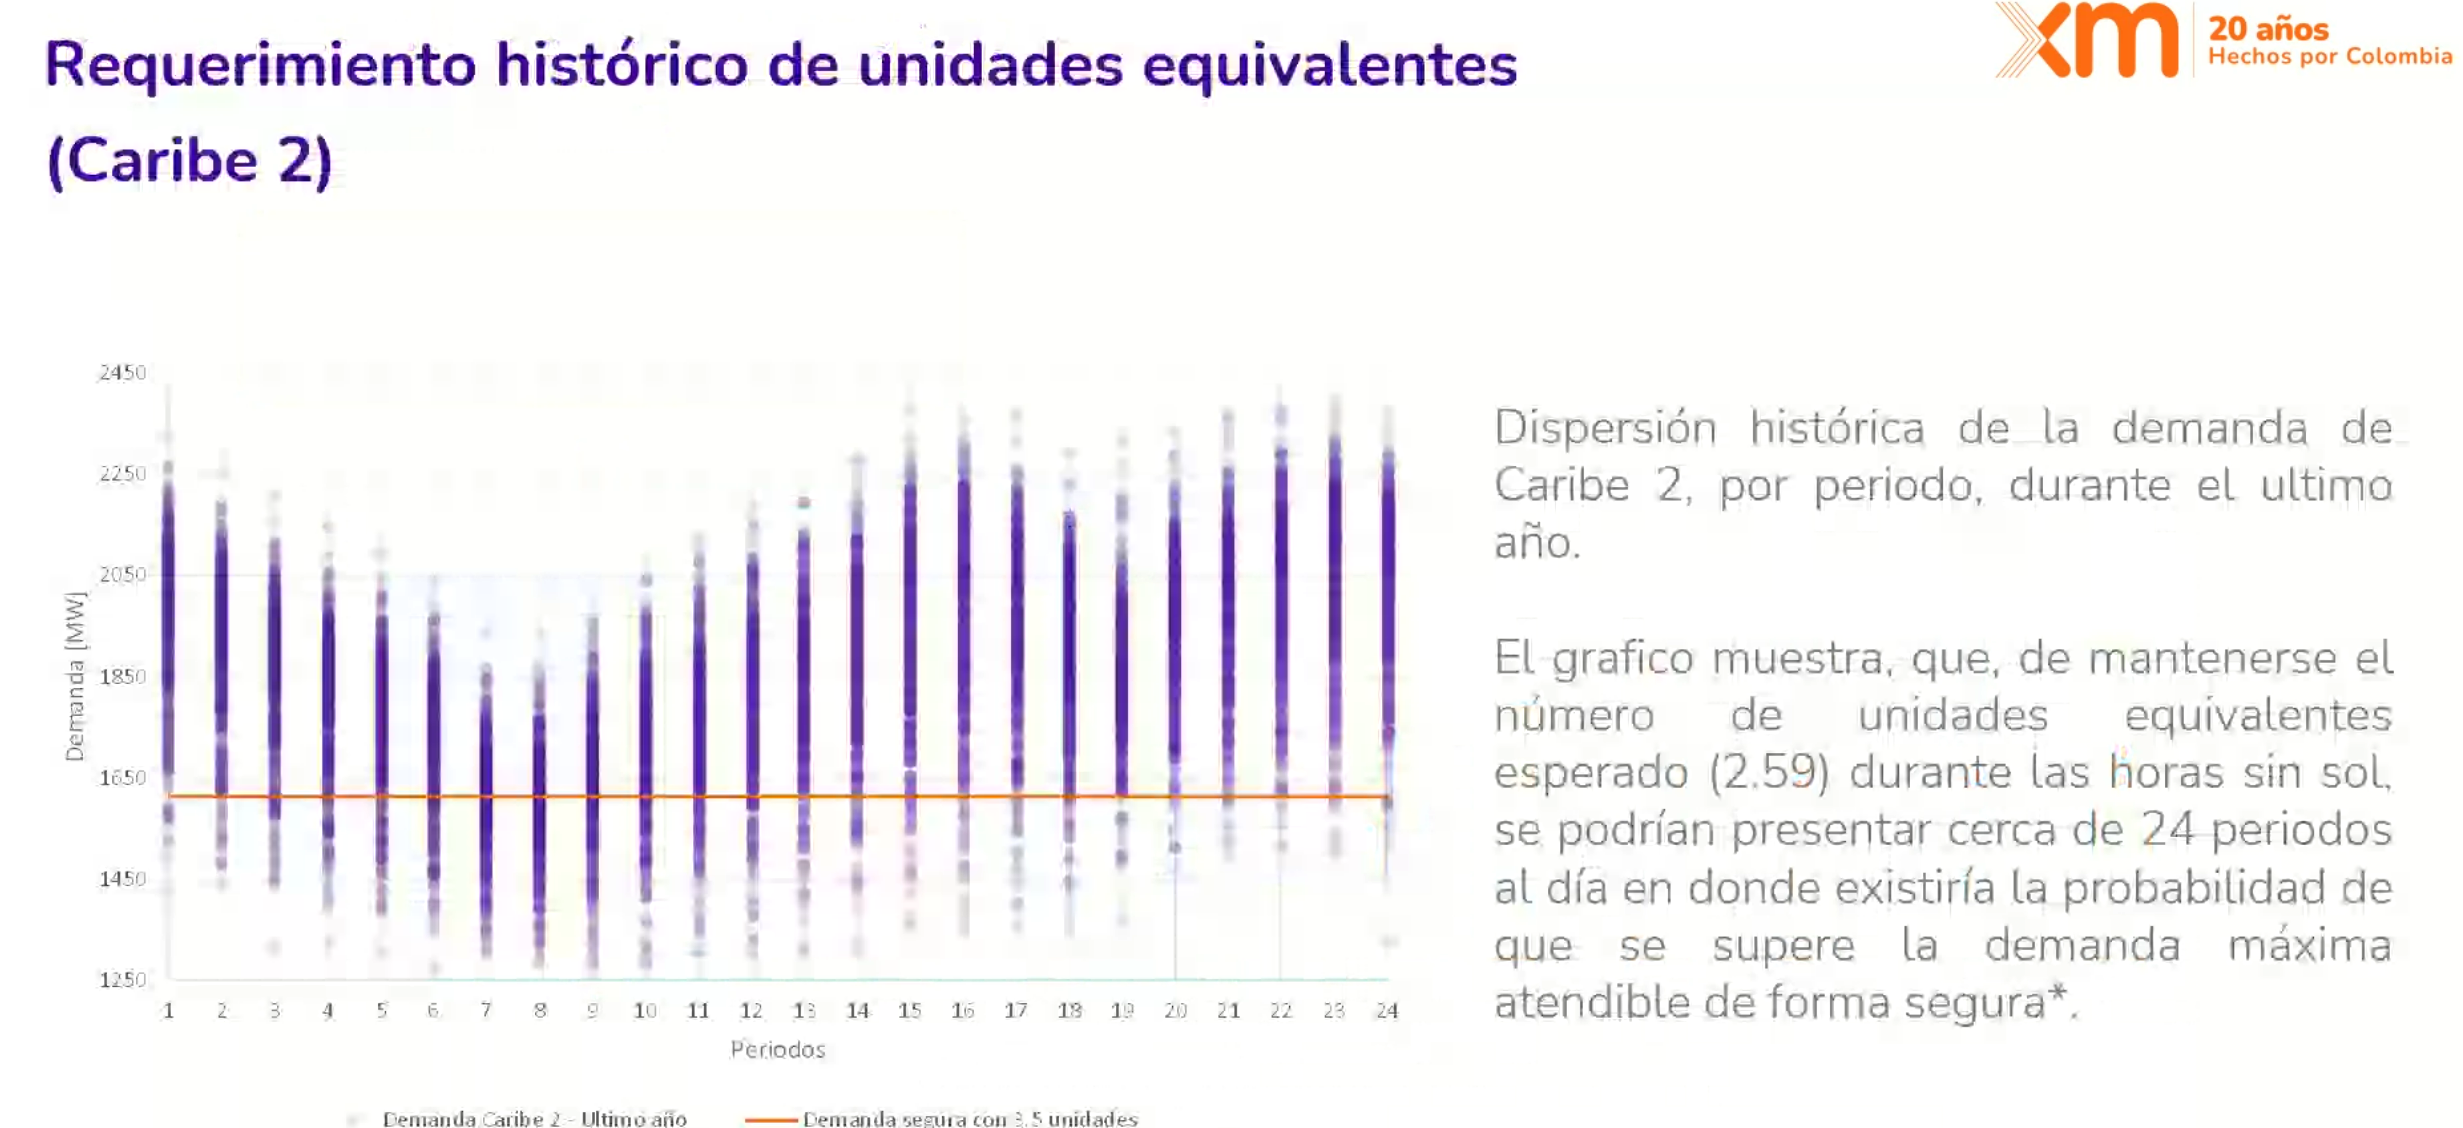 Requerimiento histórico de unidades equivalentes
(Caribe 2)
xm
20 años
Hechos por Colombia
2450
2250
2050
1850
1650
1450
1250
Demanda [MW]
1 2 3 4 5 6 7 8 9 10 11 12 13 14 15 16 17 18 19 20 21 22 23 24
Periodos
Demanda Caribe 2 - Ultimo año
Demanda segura con 3.5 unidades
Dispersión histórica de la demanda de
Caribe 2, por periodo, durante el ultimo
año.
El grafico muestra, que, de mantenerse el
número de unidades equivalentes
esperado (2.59) durante las horas sin sol,
se podrían presentar cerca de 24 periodos
al día en donde existiría la probabilidad de
que se supere la demanda máxima
atendible de forma segura*.